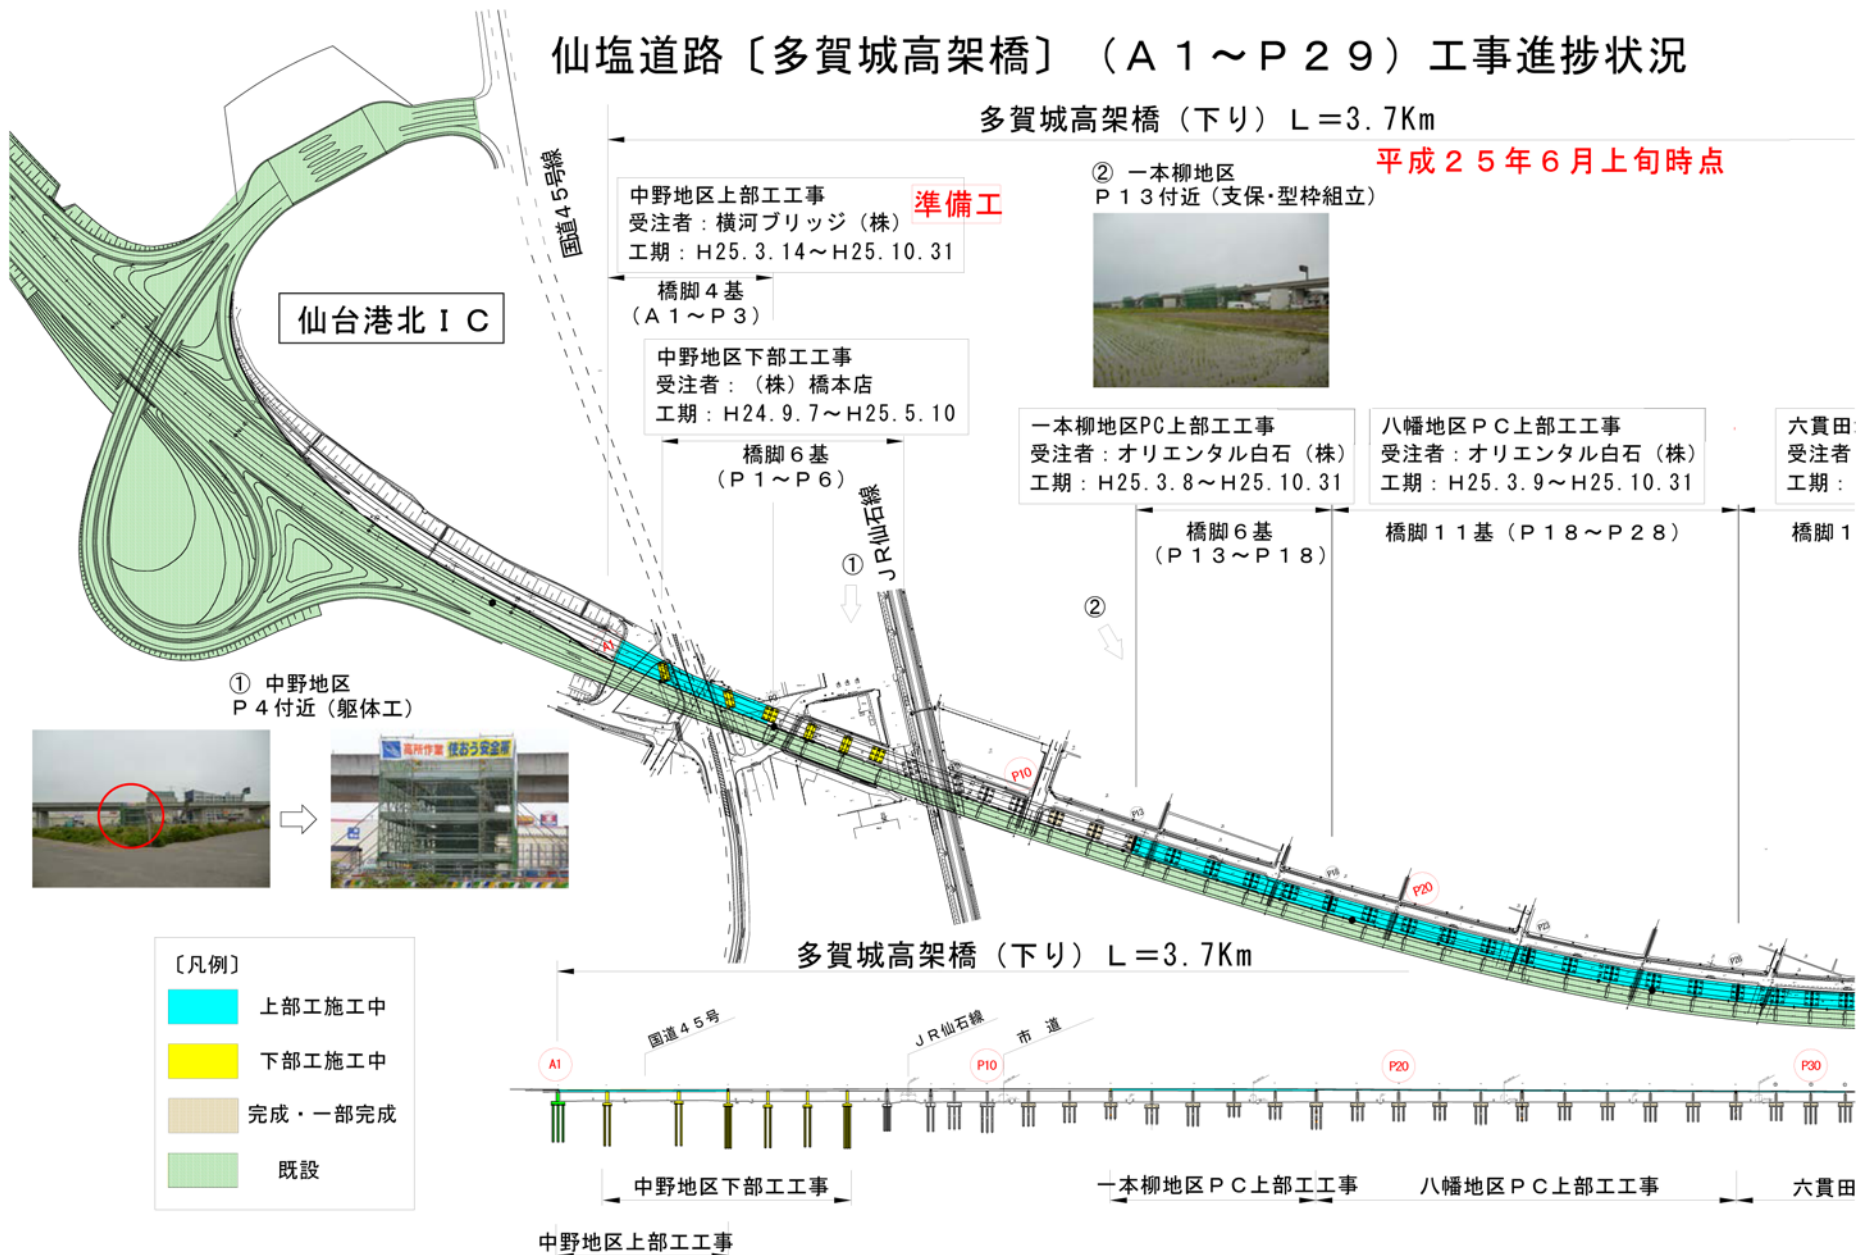 仙塩道路〔多賀城高架橋〕（Ａ１～Ｐ２９）工事進捗状況
多賀城高架橋（下り）Ｌ＝3.7Km
平成２５年６月上旬時点
国道４５号線
中野地区上部工工事
受注者：横河ブリッジ（株）
工期：H25.3.14～H25.10.31
準備工
橋脚４基
（Ａ１～Ｐ３）
② 一本柳地区
Ｐ１３付近（支保・型枠組立）
仙台港北ＩＣ
中野地区下部工工事
受注者：（株）橋本店
工期：H24.9.7～H25.5.10
橋脚６基
（Ｐ１～Ｐ６）
一本柳地区PC上部工工事
受注者：オリエンタル白石（株）
工期：H25.3.8～H25.10.31
橋脚６基
（Ｐ１３～Ｐ１８）
八幡地区ＰＣ上部工工事
受注者：オリエンタル白石（株）
工期：H25.3.9～H25.10.31
橋脚１１基（Ｐ１８～Ｐ２８）
六貫田
受注者
工期：
橋脚１
ＪＲ仙石線
①
②
A1
P10
P13
P18
P20
P23
① 中野地区
Ｐ４付近（躯体工）
高所作業 使おう安全帯
〔凡例〕
上部工施工中
下部工施工中
完成・一部完成
既設
多賀城高架橋（下り）Ｌ＝3.7Km
国道４５号
ＪＲ仙石線
市道
A1
P10
P20
P30
中野地区下部工工事
一本柳地区ＰＣ上部工工事
八幡地区ＰＣ上部工工事
六貫田
中野地区上部工工事